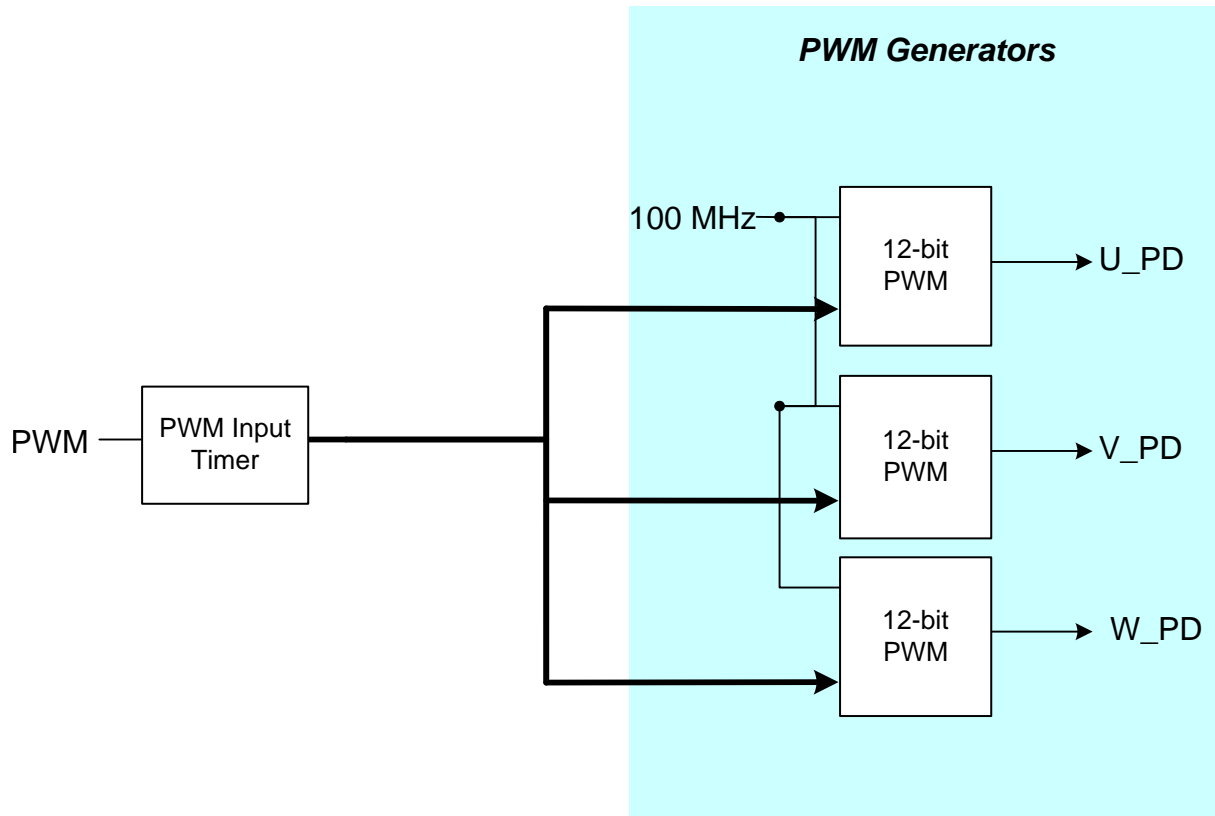 PWM Generators
100 MHz
12-bit
PWM
U_PD
PWM
PWM Input
Timer
12-bit
PWM
V_PD
12-bit
PWM
W_PD